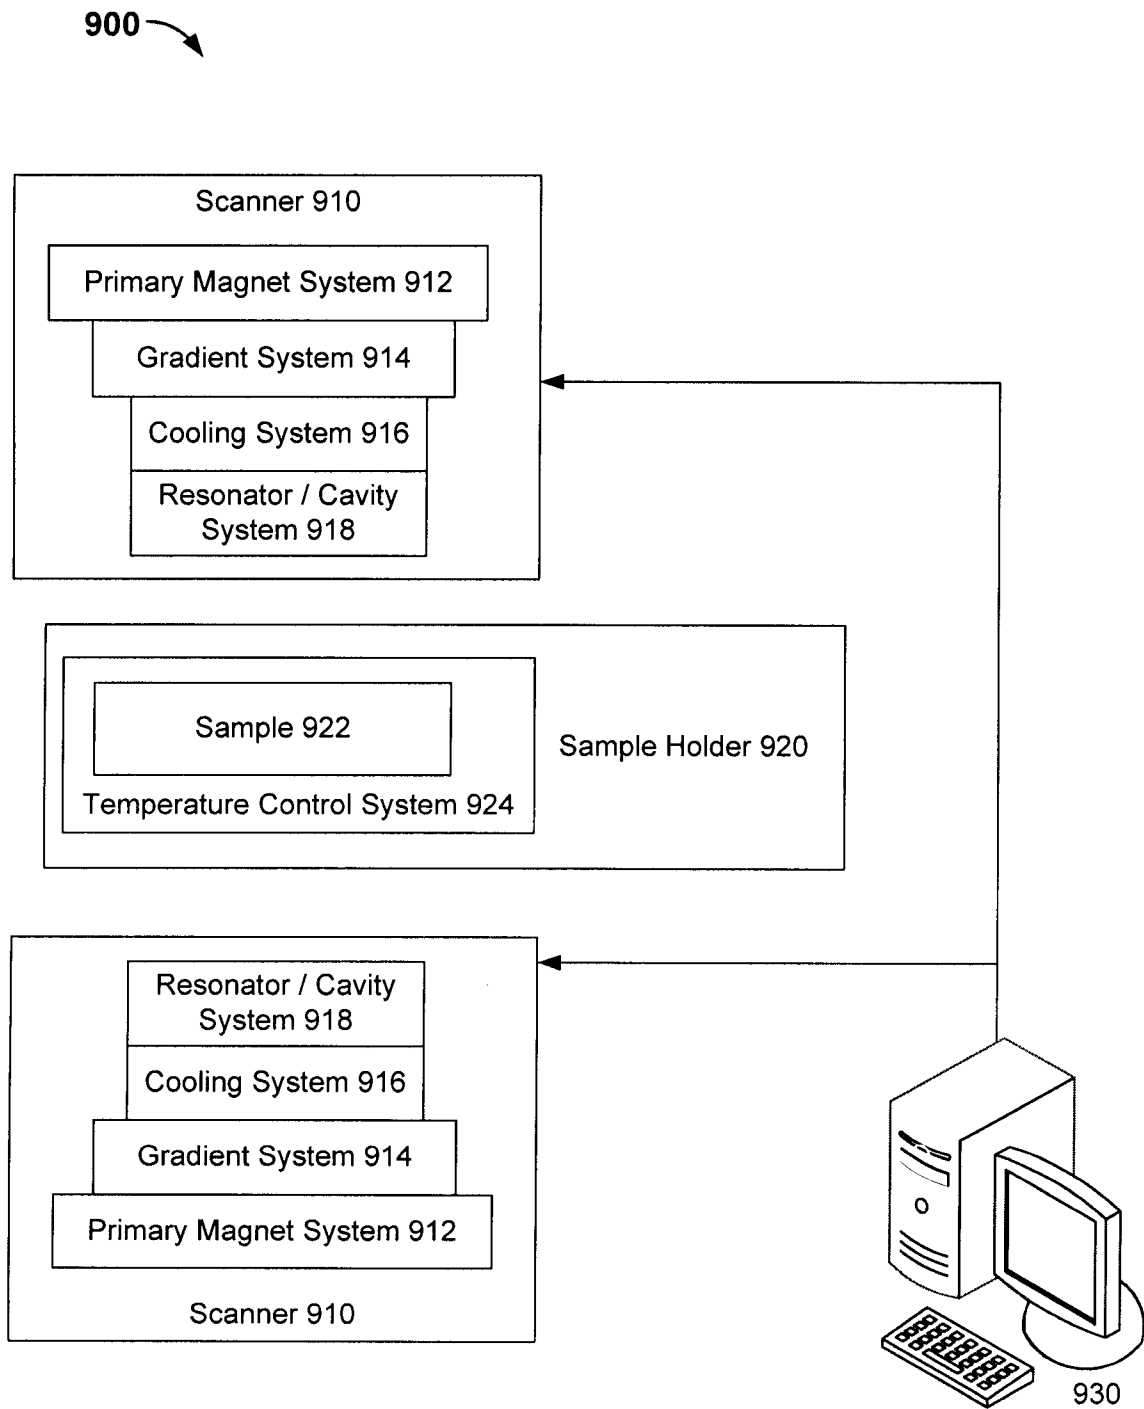 900
Scanner 910
Primary Magnet System 912
Gradient System 914
Cooling System 916
Resonator / Cavity
System 918
Sample 922
Temperature Control System 924
Sample Holder 920
Resonator / Cavity
System 918
Cooling System 916
Gradient System 914
Primary Magnet System 912
Scanner 910
930